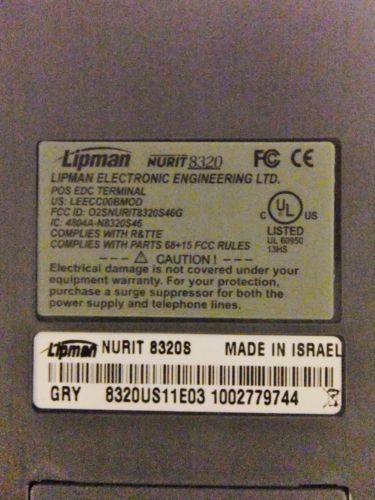 Lipman NURIT 8320 FC CE
LIPMAN ELECTRONIC ENGINEERING LTD.
POS EDC TERMINAL
US: LEECC00BMOD
FCC ID: O2SNURIT8320S46G
IC: 4804A-N8320S46
COMPLIES WITH R&TTE
COMPLIES WITH PARTS 68+15 FCC RULES
c UL us
LISTED
UL 60950
13HS
CAUTION !
Electrical damage is not covered under your
equipment warranty. For your protection,
purchase a surge suppressor for both the
power supply and telephone lines.
Lipman NURIT 8320S MADE IN ISRAEL
GRY 8320US11E03 1002779744